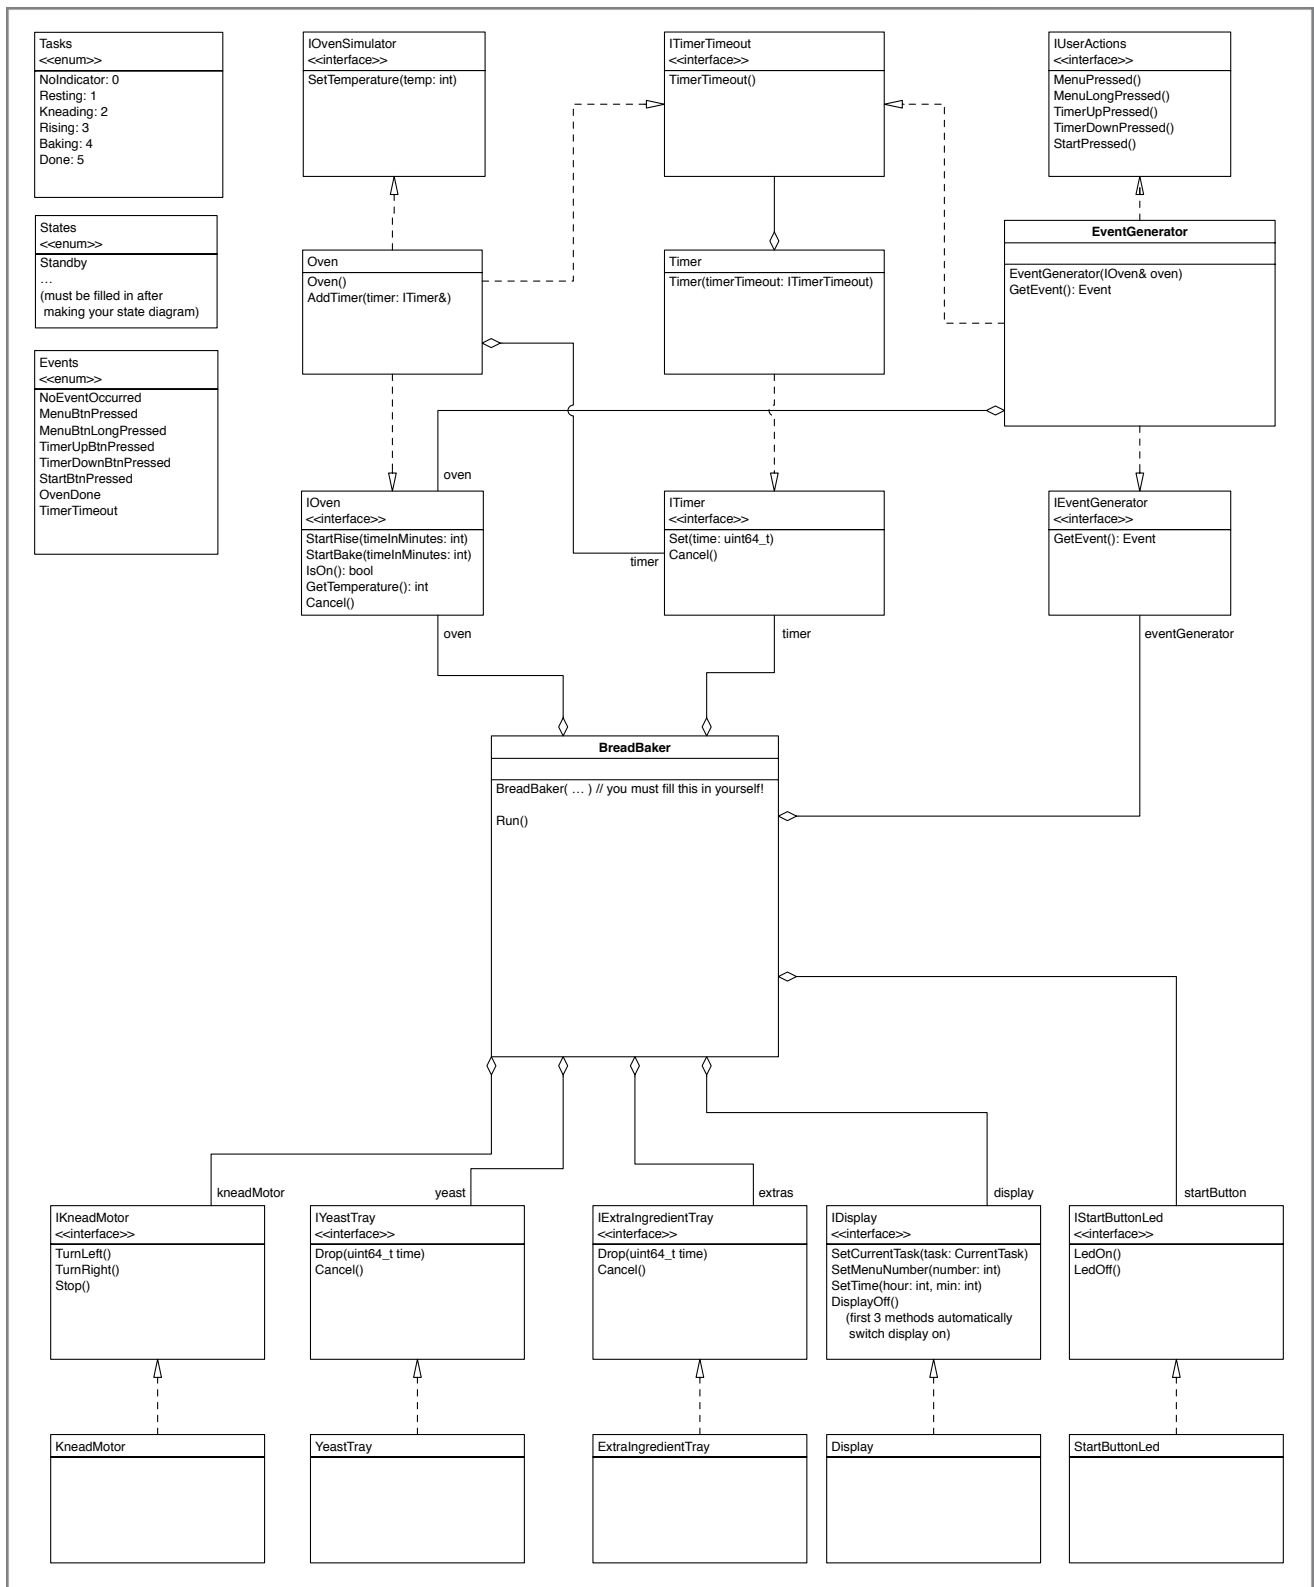 Tasks
<<enum>>
NoIndicator: 0
Resting: 1
Kneading: 2
Rising: 3
Baking: 4
Done: 5
IOvenSimulator
<<interface>>
SetTemperature(temp: int)
ITimerTimeout
<<interface>>
TimerTimeout()
IUserActions
<<interface>>
MenuPressed()
MenuLongPressed()
TimerUpPressed()
TimerDownPressed()
StartPressed()
States
<<enum>>
Standby
...
(must be filled in after
making your state diagram)
Oven
Oven()
AddTimer(timer: ITimer&)
Timer
Timer(timerTimeout: ITimerTimeout)
EventGenerator
EventGenerator(IOven& oven)
GetEvent(): Event
Events
<<enum>>
NoEventOccurred
MenuBtnPressed
MenuBtnLongPressed
TimerUpBtnPressed
TimerDownBtnPressed
StartBtnPressed
OvenDone
TimerTimeout
oven
IOven
<<interface>>
StartRise(timeInMinutes: int)
StartBake(timeInMinutes: int)
IsOn(): bool
GetTemperature(): int
Cancel()
timer
ITimer
<<interface>>
Set(time: uint64_t)
Cancel()
IEventGenerator
<<interface>>
GetEvent(): Event
oven
timer
eventGenerator
BreadBaker
BreadBaker( ... ) // you must fill this in yourself!
Run()
kneadMotor
yeast
extras
display
startButton
IKneadMotor
<<interface>>
TurnLeft()
TurnRight()
Stop()
IYeastTray
<<interface>>
Drop(uint64_t time)
Cancel()
IExtraIngredientTray
<<interface>>
Drop(uint64_t time)
Cancel()
IDisplay
<<interface>>
SetCurrentTask(task: CurrentTask)
SetMenuNumber(number: int)
SetTime(hour: int, min: int)
DisplayOff()
(first 3 methods automatically
switch display on)
IStartButtonLed
<<interface>>
LedOn()
LedOff()
KneadMotor
YeastTray
ExtraIngredientTray
Display
StartButtonLed